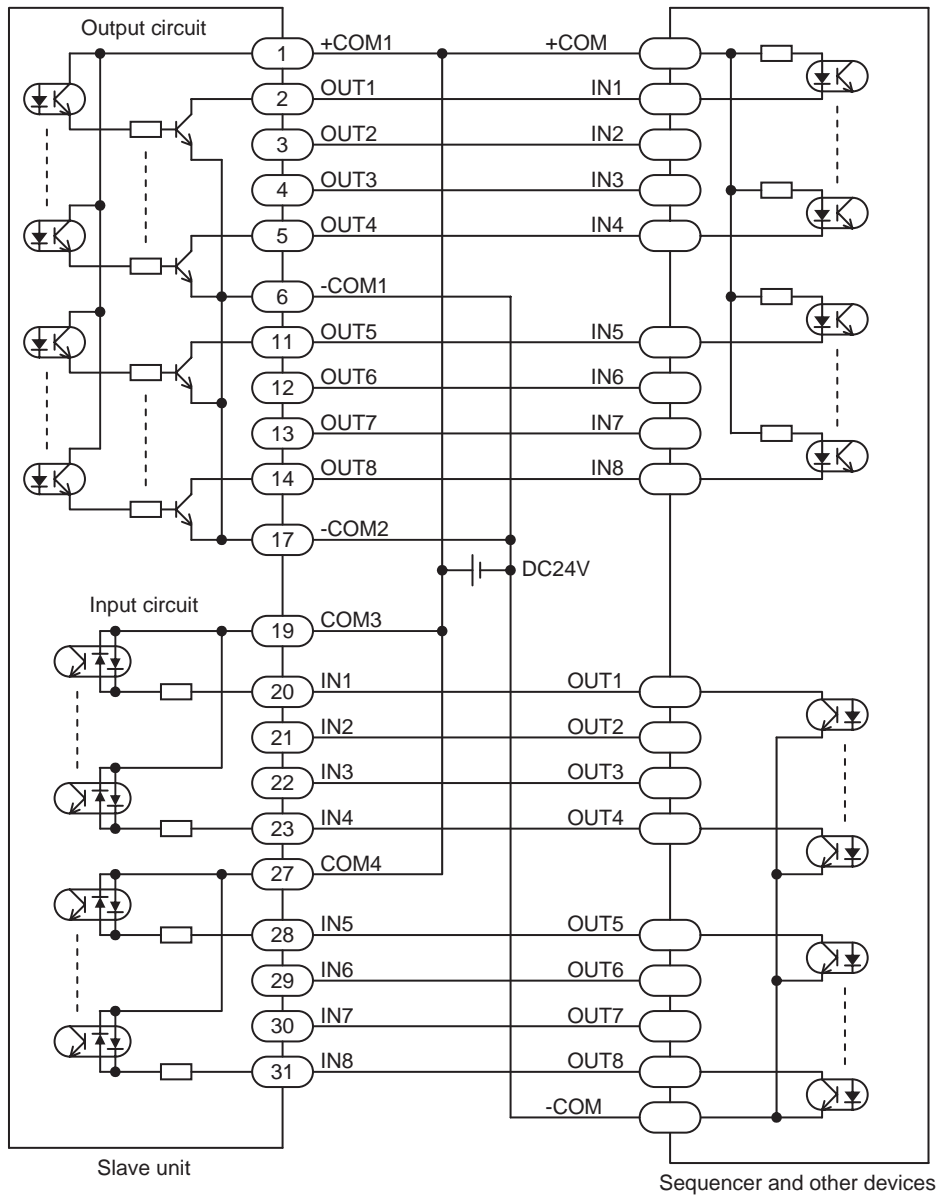 Output circuit
1 +COM1 +COM
2 OUT1 IN1
3 OUT2 IN2
4 OUT3 IN3
5 OUT4 IN4
6 -COM1
11 OUT5 IN5
12 OUT6 IN6
13 OUT7 IN7
14 OUT8 IN8
17 -COM2
DC24V
Input circuit
19 COM3
20 IN1 OUT1
21 IN2 OUT2
22 IN3 OUT3
23 IN4 OUT4
27 COM4
28 IN5 OUT5
29 IN6 OUT6
30 IN7 OUT7
31 IN8 OUT8
-COM
Slave unit
Sequencer and other devices